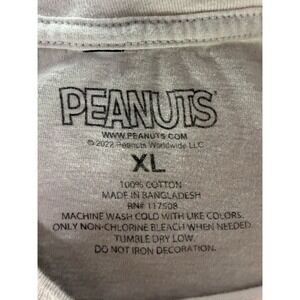 PEANUTS
WWW.PEANUTS.COM
© 2022 Peanuts Worldwide LLC
XL
100% COTTON
MADE IN BANGLADESH
RN# 117508
MACHINE WASH COLD WITH LIKE COLORS.
ONLY NON-CHLORINE BLEACH WHEN NEEDED.
TUMBLE DRY LOW.
DO NOT IRON DECORATION.